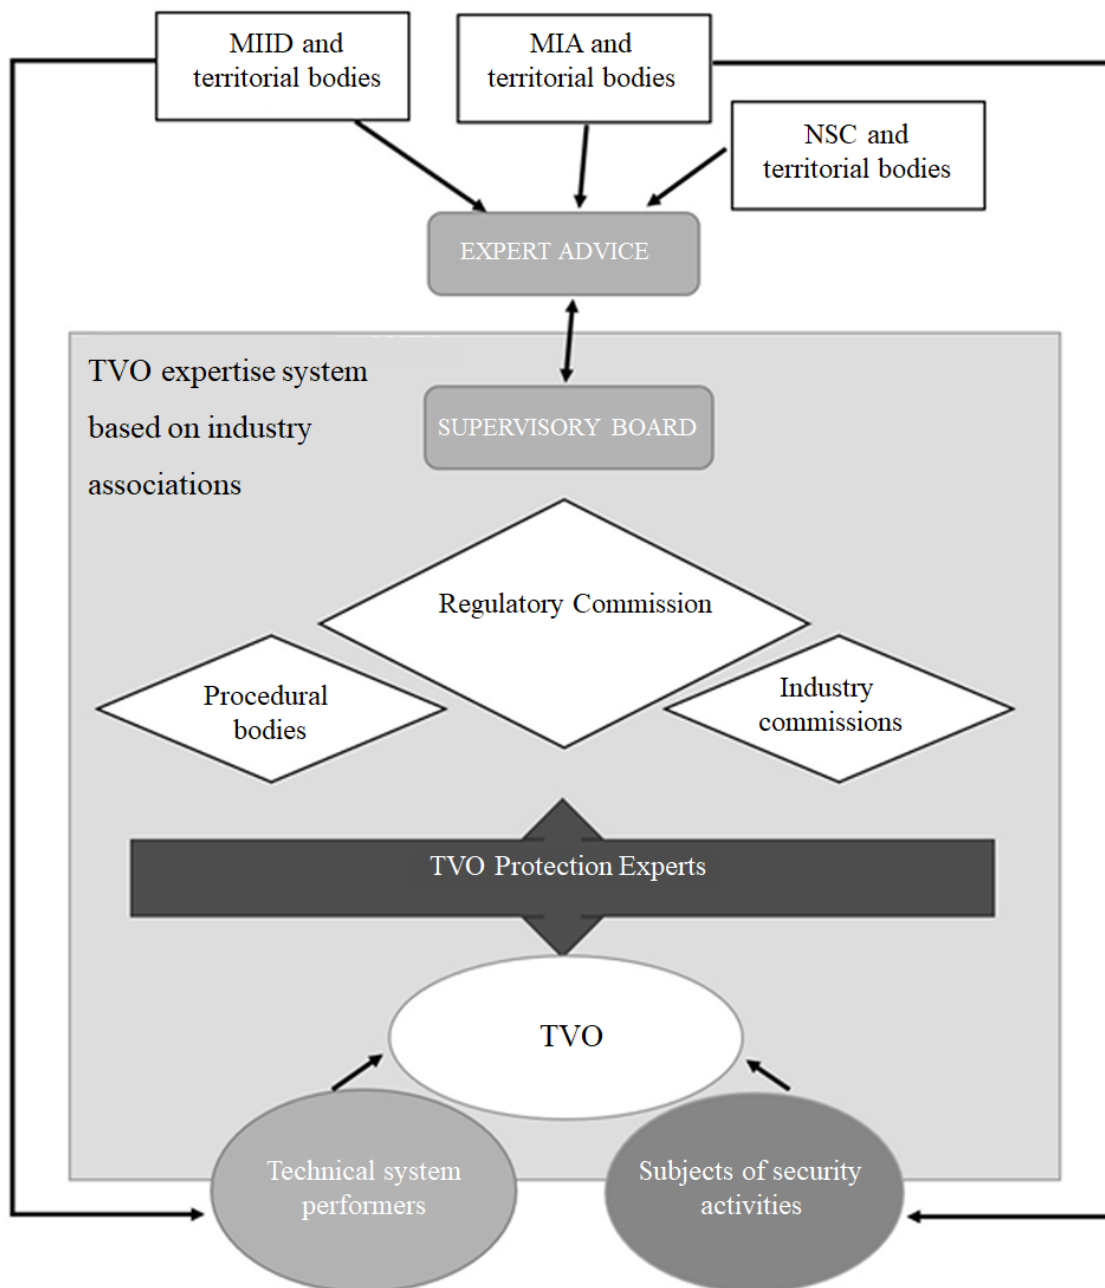 MIID and
territorial bodies
MIA and
territorial bodies
NSC and
territorial bodies
EXPERT ADVICE
TVO expertise system
based on industry
associations
SUPERVISORY BOARD
Regulatory Commission
Procedural
bodies
Industry
commissions
TVO Protection Experts
TVO
Technical system
performers
Subjects of security
activities